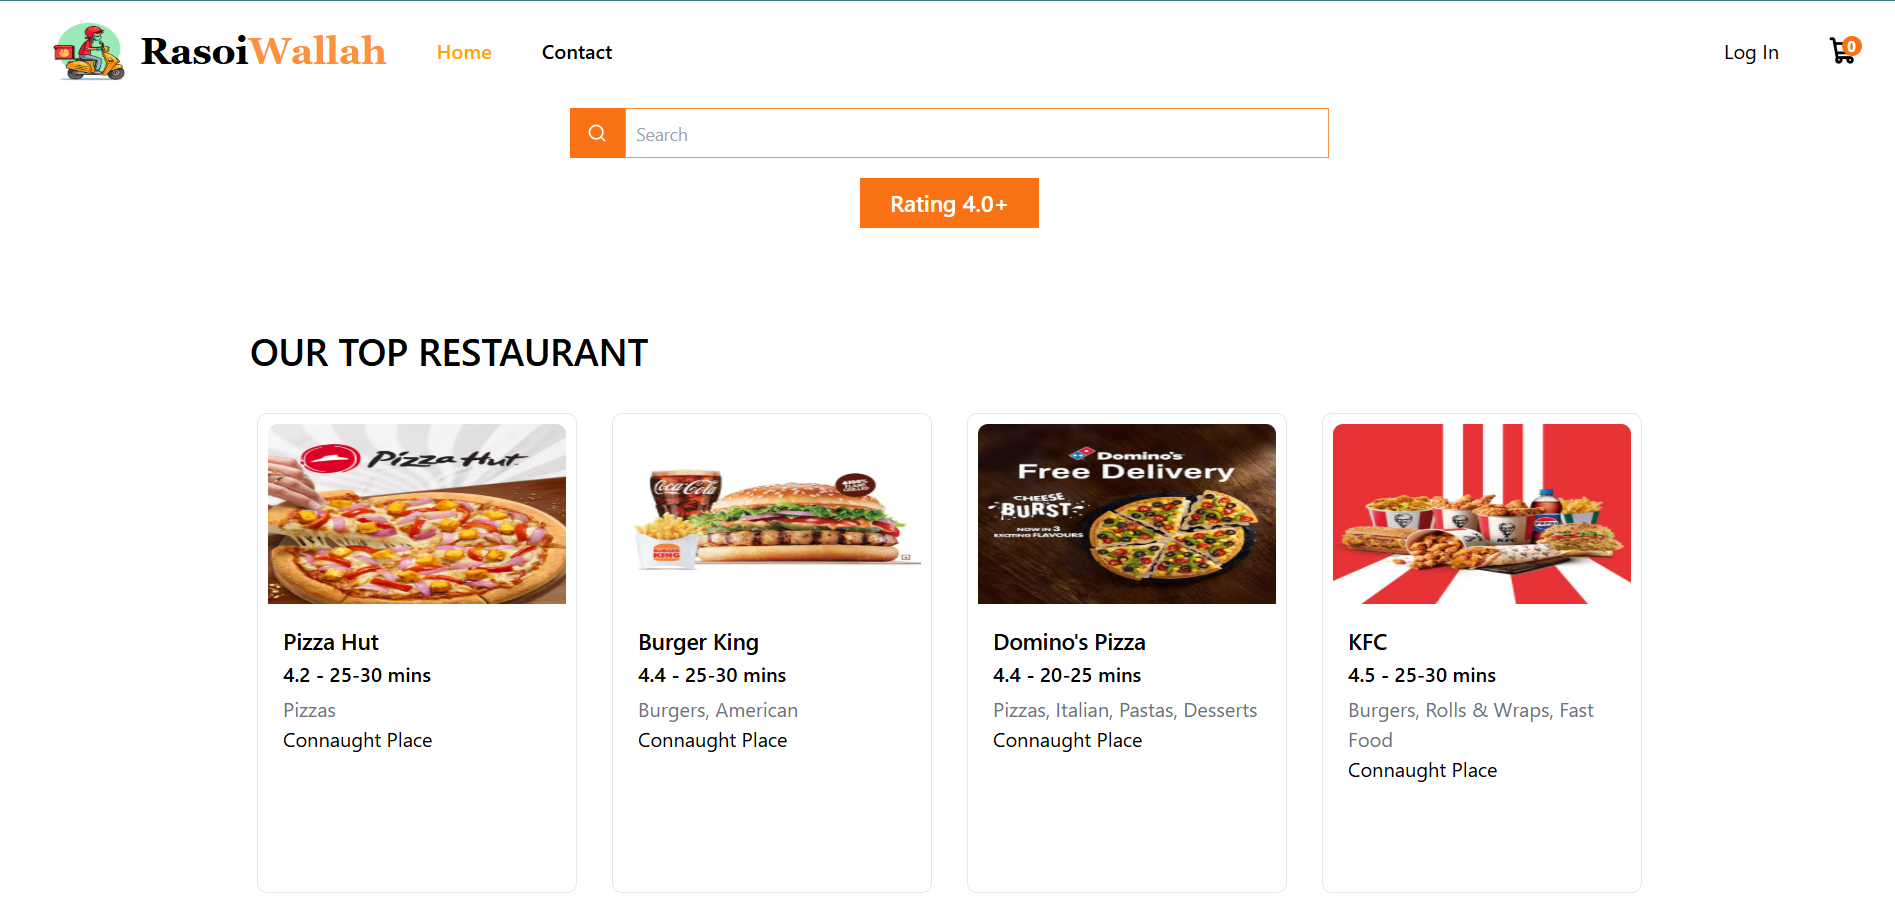 RasoiWallah
Home
Contact
Log In
0
Search
Rating 4.0+
OUR TOP RESTAURANT
Pizza Hut
Coca-Cola
BURGER
KING
Domino's
Free Delivery
CHEESE
BURST
NOW IN 3
EXCITING FLAVOURS
KFC
Pizza Hut
4.2 - 25-30 mins
Pizzas
Connaught Place
Burger King
4.4 - 25-30 mins
Burgers, American
Connaught Place
Domino's Pizza
4.4 - 20-25 mins
Pizzas, Italian, Pastas, Desserts
Connaught Place
KFC
4.5 - 25-30 mins
Burgers, Rolls & Wraps, Fast
Food
Connaught Place